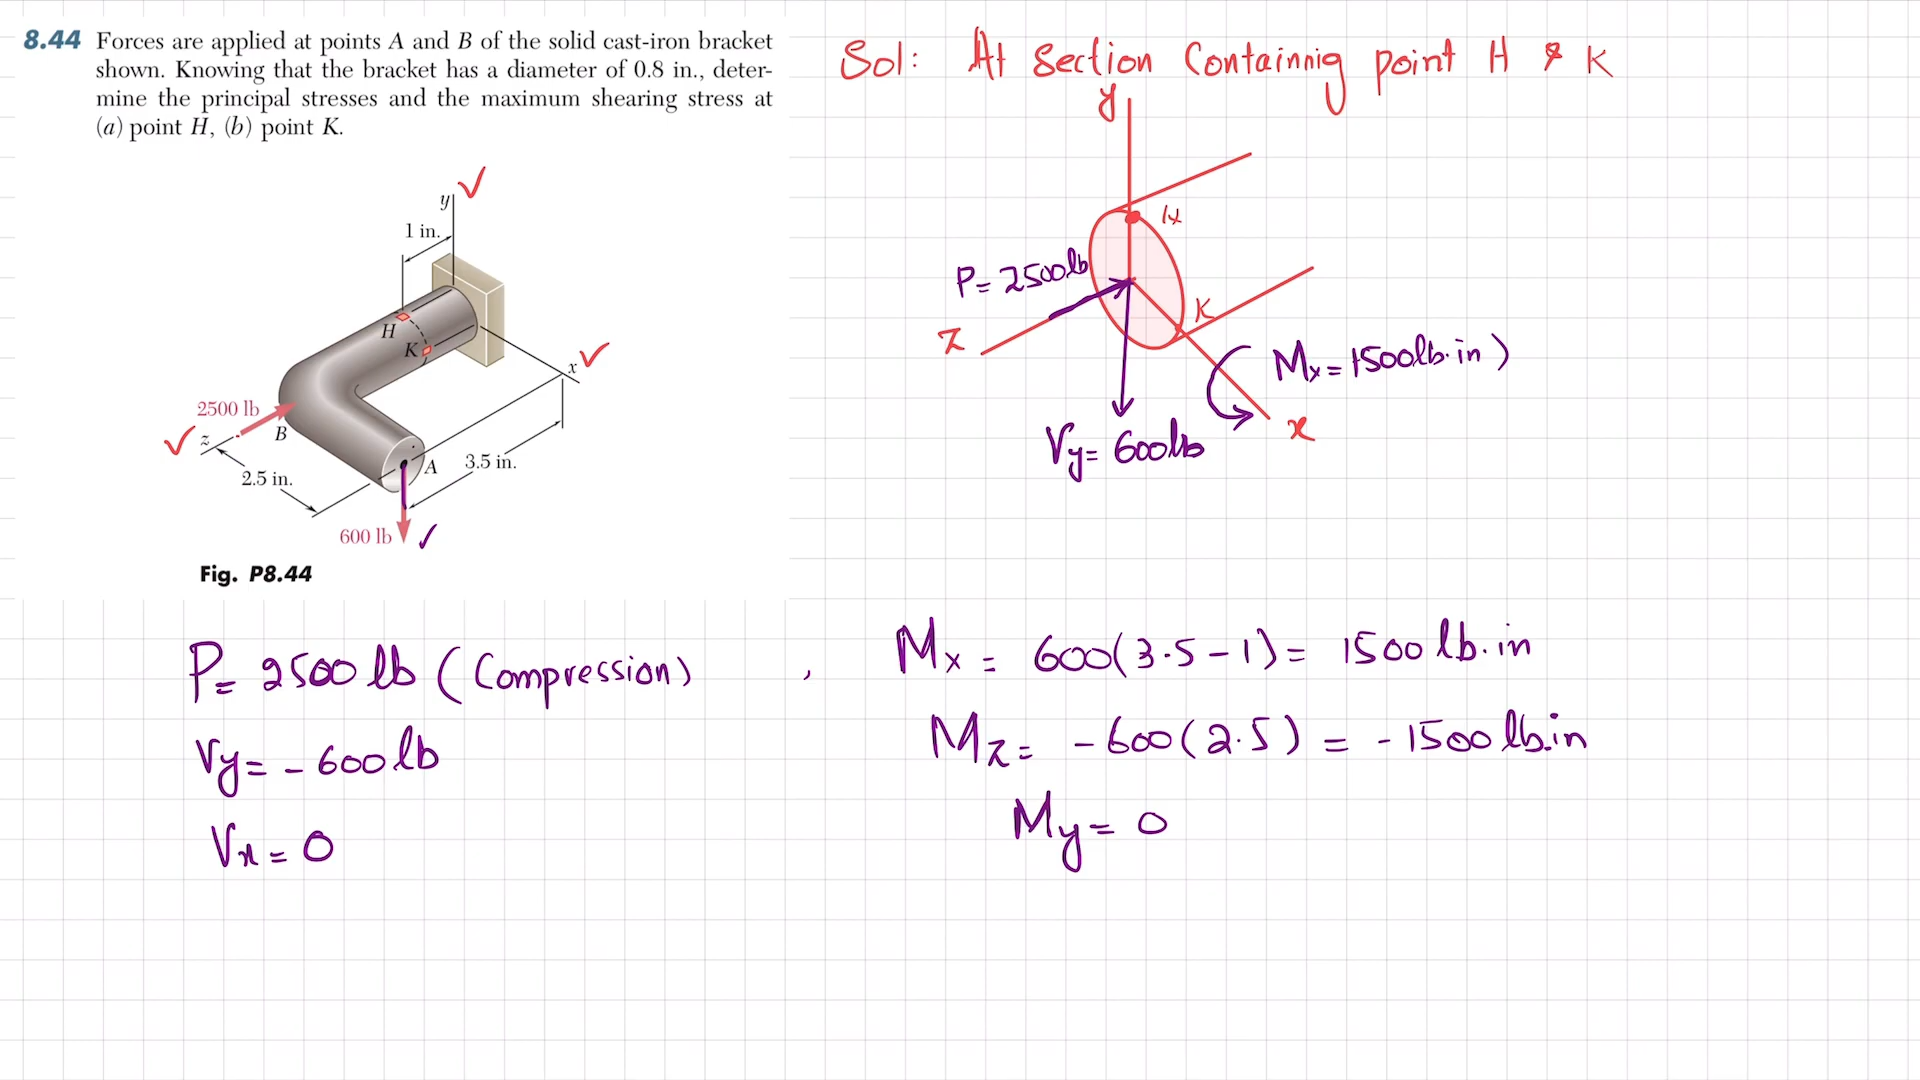 8.44 Forces are applied at points A and B of the solid cast-iron bracket
shown. Knowing that the bracket has a diameter of 0.8 in., deter-
mine the principal stresses and the maximum shearing stress at
(a) point H, (b) point K.
y
1 in.
H
K
x
2500 lb
z
B
2.5 in.
A
3.5 in.
600 lb
Fig. P8.44
Sol: At Section Containnig point H & K
y
H
P= 2500lb
K
z
Mx= 1500lb.in )
x
Vy= 600lb
P= 2500 lb (Compression) ,
Vy= - 600lb
Vx= 0
Mx= 600(3.5-1)= 1500 lb.in
Mz= -600(2.5) = -1500 lb.in
My= 0